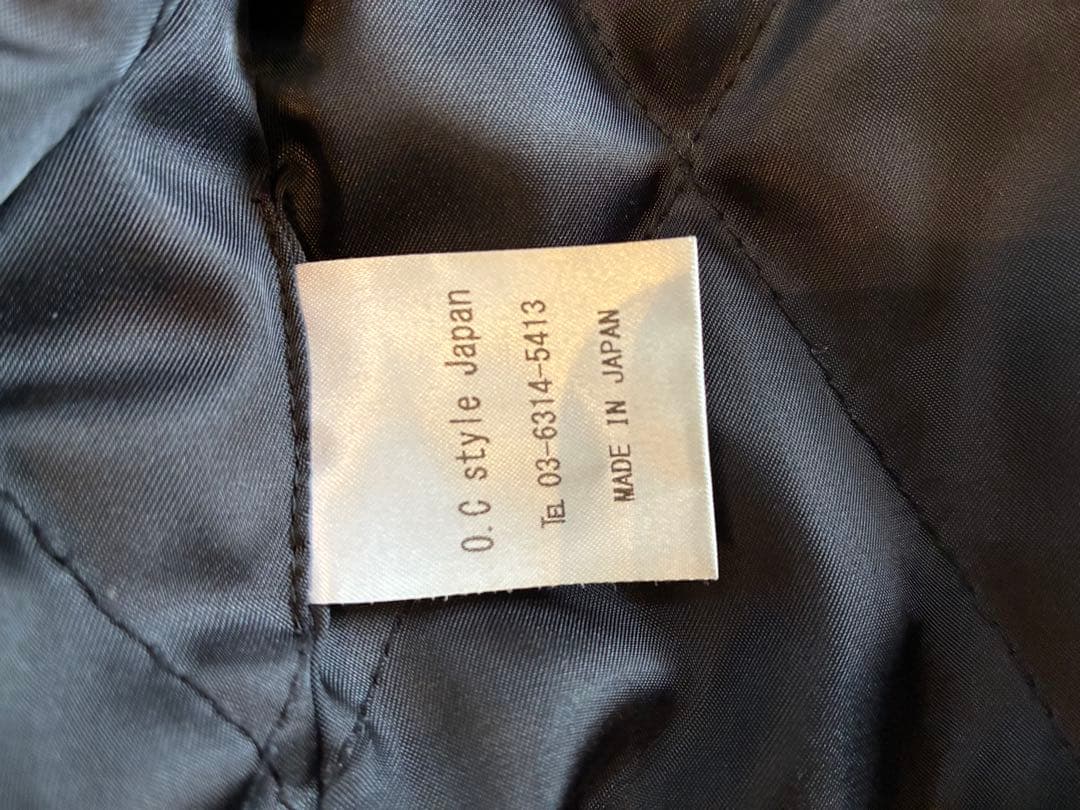 O.C style Japan
℡ 03-6314-5413
MADE IN JAPAN